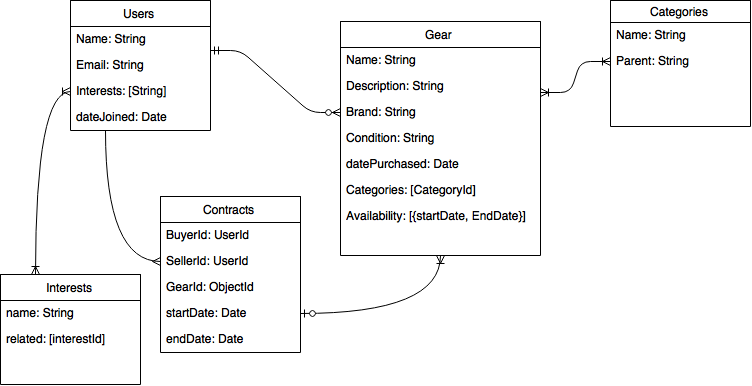 Users
Name: String
Email: String
Interests: [String]
dateJoined: Date
Gear
Name: String
Description: String
Brand: String
Condition: String
datePurchased: Date
Categories: [CategoryId]
Availability: [{startDate, EndDate}]
Categories
Name: String
Parent: String
Contracts
BuyerId: UserId
SellerId: UserId
GearId: ObjectId
startDate: Date
endDate: Date
Interests
name: String
related: [interestId]